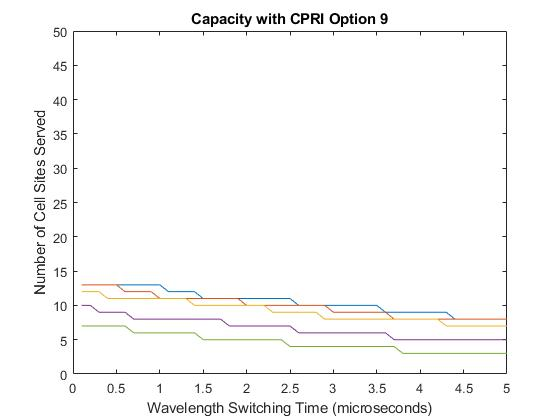 Capacity with CPRI Option 9
50
45
40
35
30
25
20
15
10
5
0
Number of Cell Sites Served
0 0.5 1 1.5 2 2.5 3 3.5 4 4.5 5
Wavelength Switching Time (microseconds)